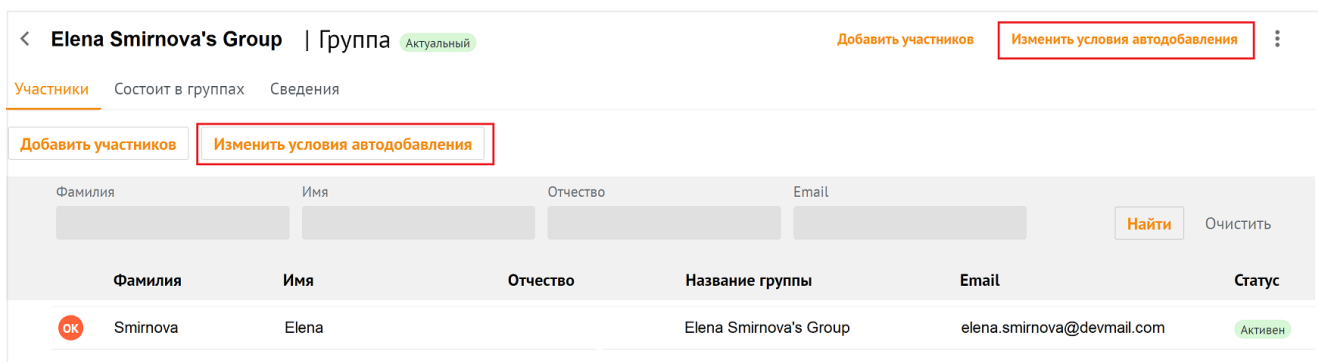 Elena Smirnova's Group | Группа Актуальный Добавить участников Изменить условия автодобавления
Участники Состоит в группах Сведения
Добавить участников Изменить условия автодобавления
Фамилия Имя Отчество Email
Найти Очистить
Фамилия Имя Отчество Название группы Email Статус
ОК Smirnova Elena Elena Smirnova's Group elena.smirnova@devmail.com Активен